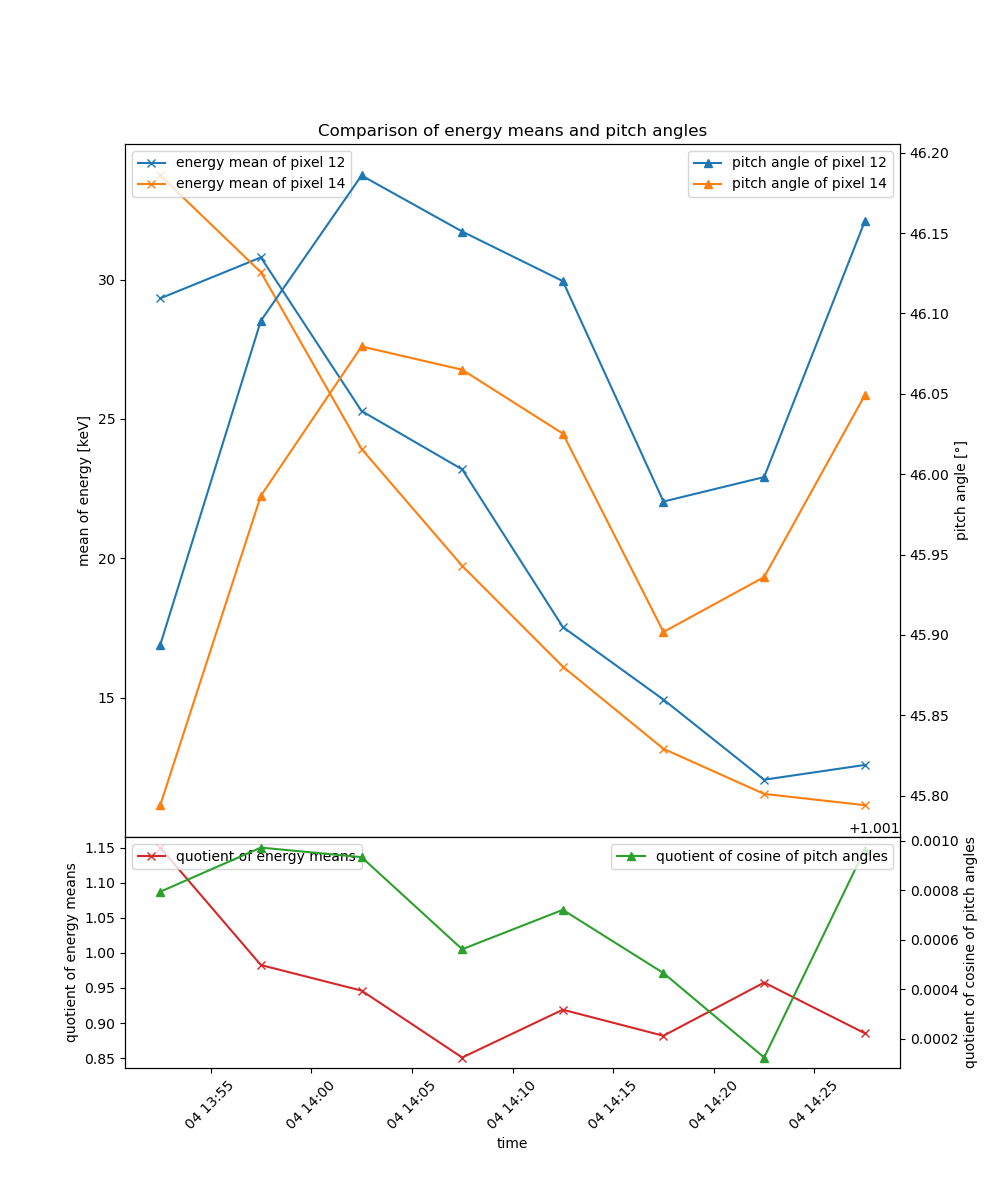 Comparison of energy means and pitch angles
energy mean of pixel 12
energy mean of pixel 14
pitch angle of pixel 12
pitch angle of pixel 14
30
25
20
15
mean of energy [keV]
46.20
46.15
46.10
46.05
46.00
45.95
45.90
45.85
45.80
pitch angle [°]
+1.001
quotient of energy means
quotient of cosine of pitch angles
1.15
1.10
1.05
1.00
0.95
0.90
0.85
quotient of energy means
0.0010
0.0008
0.0006
0.0004
0.0002
quotient of cosine of pitch angles
04 13:55
04 14:00
04 14:05
04 14:10
04 14:15
04 14:20
04 14:25
time